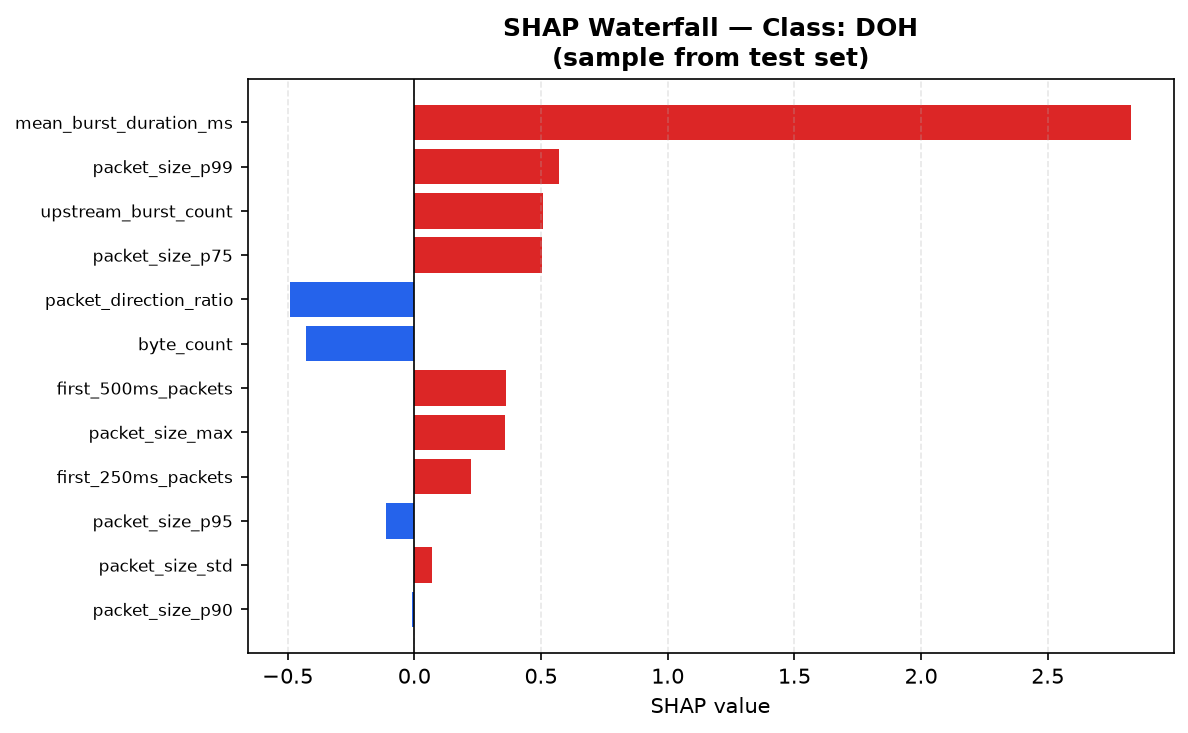 SHAP Waterfall — Class: DOH
(sample from test set)
mean_burst_duration_ms
packet_size_p99
upstream_burst_count
packet_size_p75
packet_direction_ratio
byte_count
first_500ms_packets
packet_size_max
first_250ms_packets
packet_size_p95
packet_size_std
packet_size_p90
−0.5 0.0 0.5 1.0 1.5 2.0 2.5
SHAP value